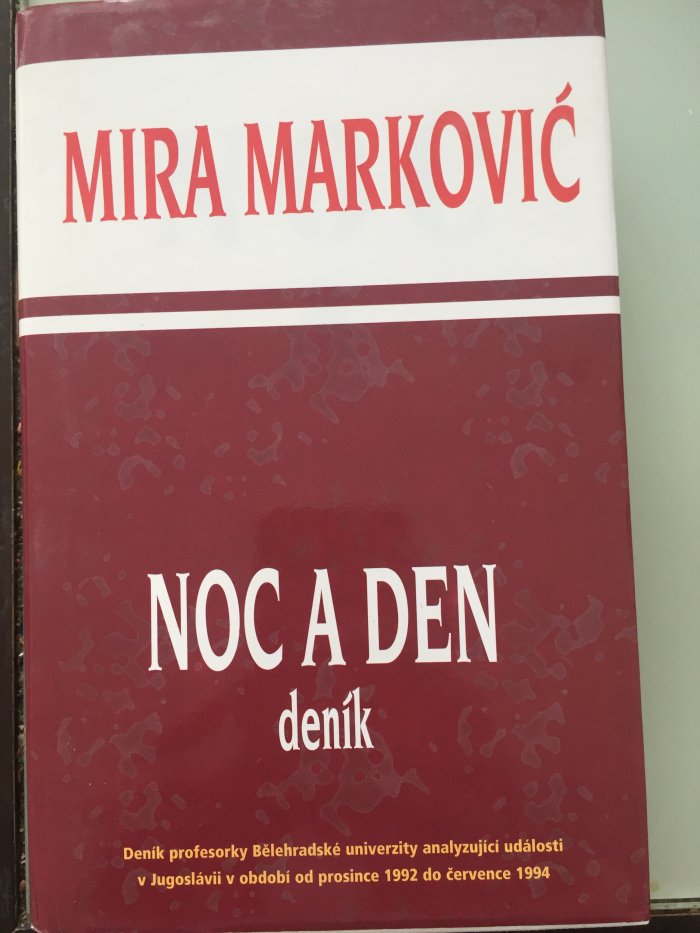 MIRA MARKOVIĆ
NOC A DEN
deník
Deník profesorky Bělehradské univerzity analyzující události
v Jugoslávii v období od prosince 1992 do července 1994